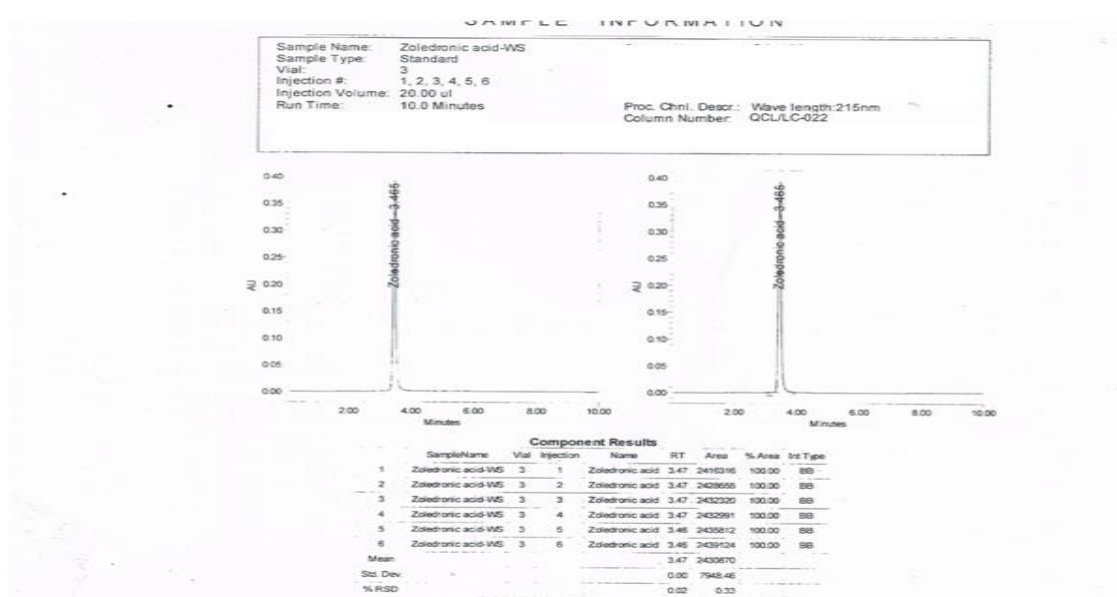 SAMPLE INFORMATION
Sample Name: Zoledronic acid-WS
Sample Type: Standard
Vial: 3
Injection #: 1, 2, 3, 4, 5, 6
Injection Volume: 20.00 ul
Run Time: 10.0 Minutes
Proc. Chnl. Descr.: Wave length:215nm
Column Number: QCL/LC-022
0.40
0.35
0.30
0.25
0.20
0.15
0.10
0.05
0.00
AU
Zoledronic acid - 3.465
2.00 4.00 6.00 8.00 10.00
Minutes
0.40
0.35
0.30
0.25
0.20
0.15
0.10
0.05
0.00
AU
Zoledronic acid - 3.465
2.00 4.00 6.00 8.00 10.00
Minutes
Component Results
SampleName Vial Injection Name RT Area % Area Int Type
1 Zoledronic acid-WS 3 1 Zoledronic acid 3.47 2416316 100.00 BB
2 Zoledronic acid-WS 3 2 Zoledronic acid 3.47 2428656 100.00 BB
3 Zoledronic acid-WS 3 3 Zoledronic acid 3.47 2432320 100.00 BB
4 Zoledronic acid-WS 3 4 Zoledronic acid 3.47 2432991 100.00 BB
5 Zoledronic acid-WS 3 5 Zoledronic acid 3.46 2435812 100.00 BB
6 Zoledronic acid-WS 3 6 Zoledronic acid 3.46 2439124 100.00 BB
Mean 3.47 2430870
Std. Dev. 0.00 7948.46
% RSD 0.02 0.33